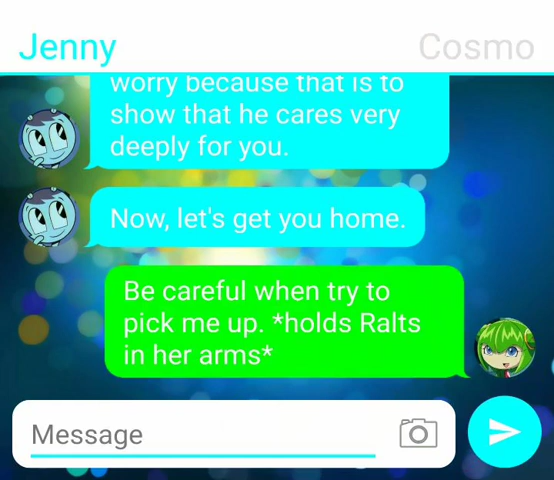 Jenny
Cosmo
worry because that is to
show that he cares very
deeply for you.
Now, let's get you home.
Be careful when try to
pick me up. *holds Ralts
in her arms*
Message